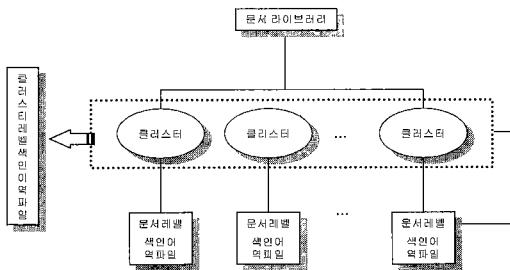 문서 라이브러리
클러스터레벨색인어역파일
클러스터
클러스터
...
클러스터
...
문서레벨
색인어
역파일
문서레벨
색인어
역파일
문서레벨
색인어
역파일